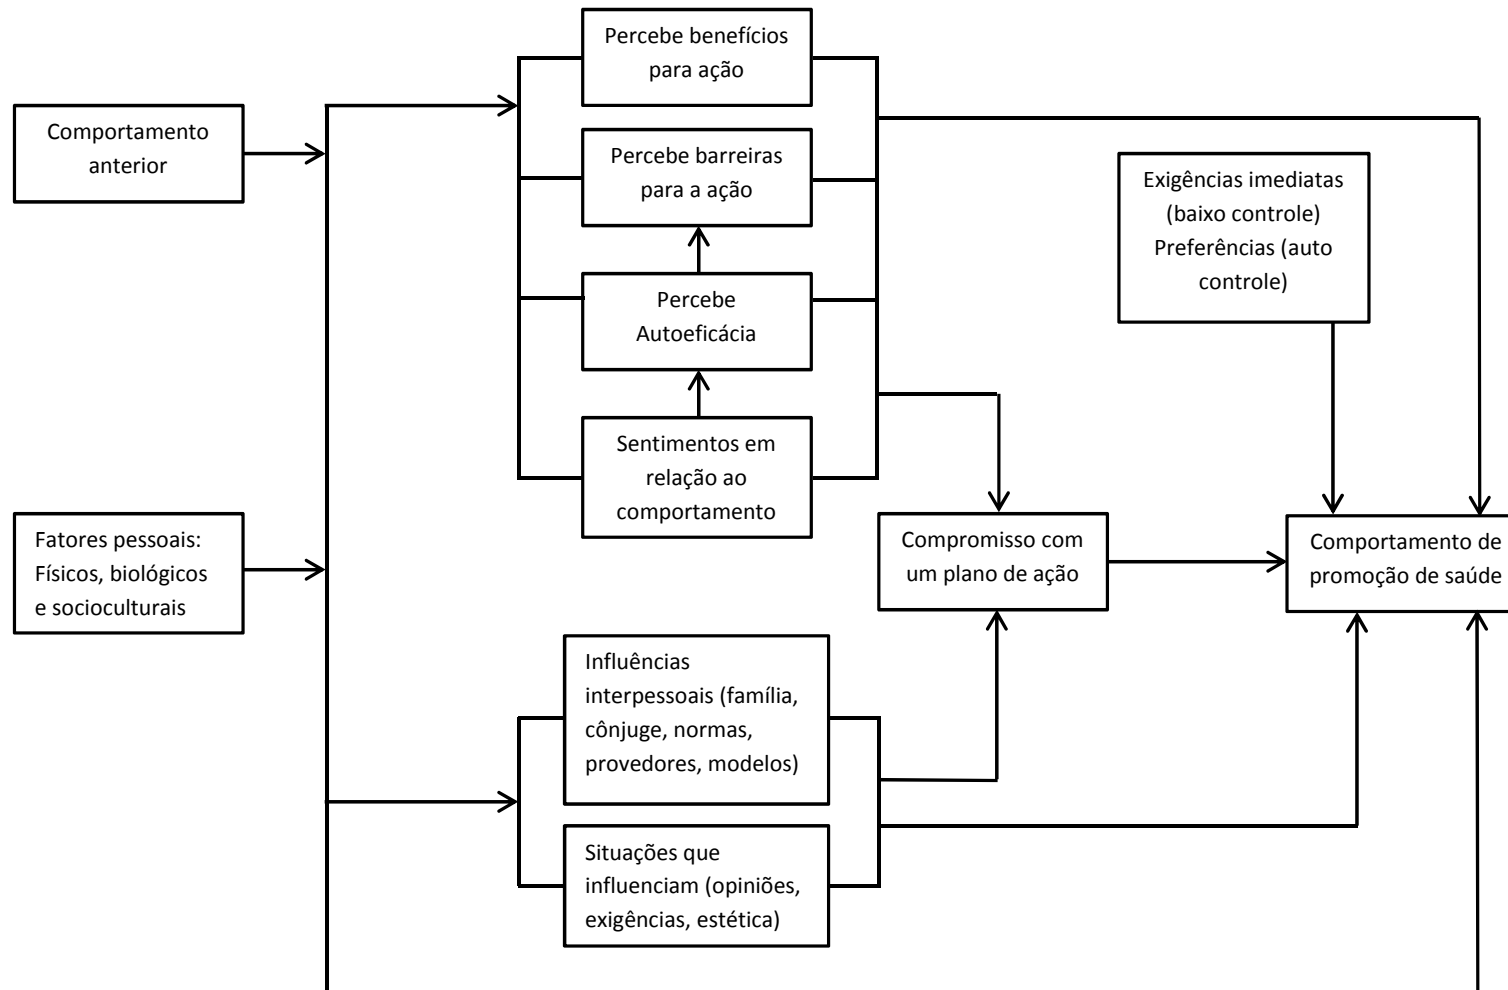 Percebe benefícios
para ação
Comportamento
anterior
Percebe barreiras
para a ação
Exigências imediatas
(baixo controle)
Preferências (auto
controle)
Percebe
Autoeficácia
Sentimentos em
relação ao
comportamento
Fatores pessoais:
Físicos, biológicos
e socioculturais
Compromisso com
um plano de ação
Comportamento de
promoção de saúde
Influências
interpessoais (família,
cônjuge, normas,
provedores, modelos)
Situações que
influenciam (opiniões,
exigências, estética)